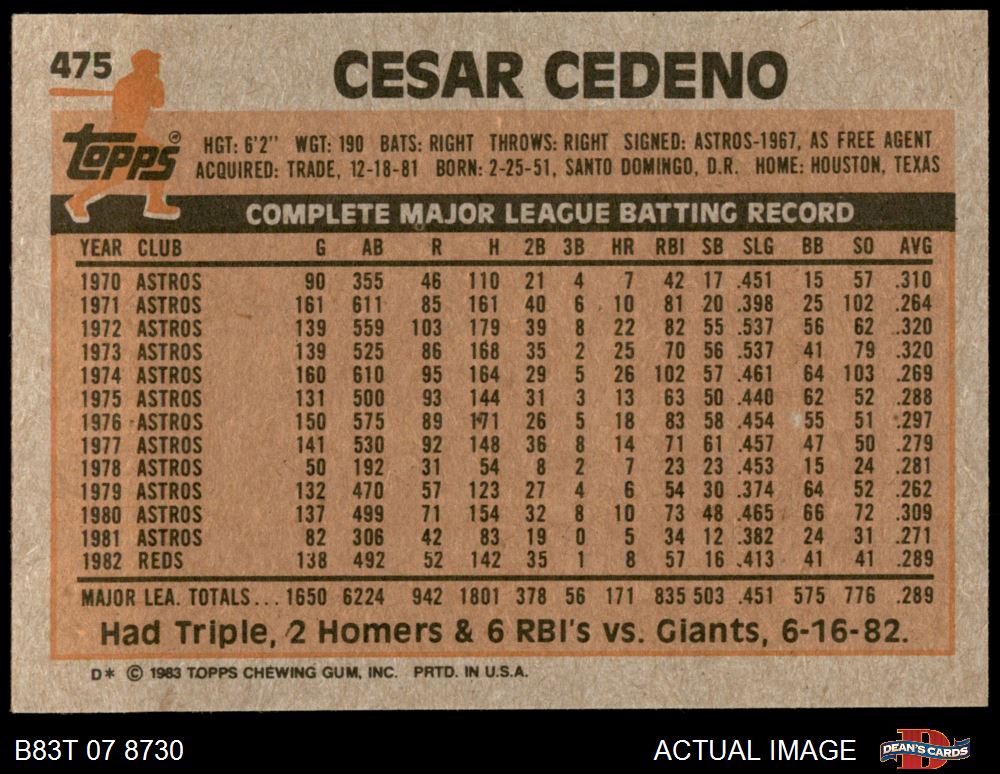 475
CESAR CEDENO
TOPPS®
HGT: 6'2" WGT: 190 BATS: RIGHT THROWS: RIGHT SIGNED: ASTROS-1967, AS FREE AGENT
ACQUIRED: TRADE, 12-18-81 BORN: 2-25-51, SANTO DOMINGO, D.R. HOME: HOUSTON, TEXAS
COMPLETE MAJOR LEAGUE BATTING RECORD
YEAR CLUB G AB R H 2B 3B HR RBI SB SLG BB SO AVG
1970 ASTROS 90 355 46 110 21 4 7 42 17 .451 15 57 .310
1971 ASTROS 161 611 85 161 40 6 10 81 20 .398 25 102 .264
1972 ASTROS 139 559 103 179 39 8 22 82 55 .537 56 62 .320
1973 ASTROS 139 525 86 168 35 2 25 70 56 .537 41 79 .320
1974 ASTROS 160 610 95 164 29 5 26 102 57 .461 64 103 .269
1975 ASTROS 131 500 93 144 31 3 13 63 50 .440 62 52 .288
1976 ASTROS 150 575 89 171 26 5 18 83 58 .454 55 51 .297
1977 ASTROS 141 530 92 148 36 8 14 71 61 .457 47 50 .279
1978 ASTROS 50 192 31 54 8 2 7 23 23 .453 15 24 .281
1979 ASTROS 132 470 57 123 27 4 6 54 30 .374 64 52 .262
1980 ASTROS 137 499 71 154 32 8 10 73 48 .465 66 72 .309
1981 ASTROS 82 306 42 83 19 0 5 34 12 .382 24 31 .271
1982 REDS 138 492 52 142 35 1 8 57 16 .413 41 41 .289
MAJOR LEA. TOTALS... 1650 6224 942 1801 378 56 171 835 503 .451 575 776 .289
Had Triple, 2 Homers & 6 RBI's vs. Giants, 6-16-82.
D* © 1983 TOPPS CHEWING GUM, INC. PRTD. IN U.S.A.
B83T 07 8730
ACTUAL IMAGE
DEAN'S CARDS